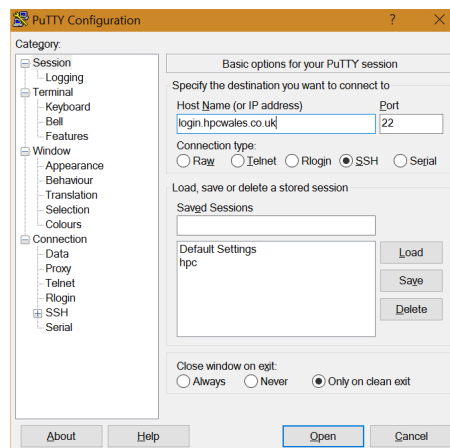 PuTTY Configuration ? ×
Category:
Session
Logging
Terminal
Keyboard
Bell
Features
Window
Appearance
Behaviour
Translation
Selection
Colours
Connection
Data
Proxy
Telnet
Rlogin
SSH
Serial
Basic options for your PuTTY session
Specify the destination you want to connect to
Host Name (or IP address) Port
login.hpcwales.co.uk 22
Connection type:
Raw Telnet Rlogin SSH Serial
Load, save or delete a stored session
Saved Sessions
Default Settings
hpc
Load
Save
Delete
Close window on exit:
Always Never Only on clean exit
About Help Open Cancel